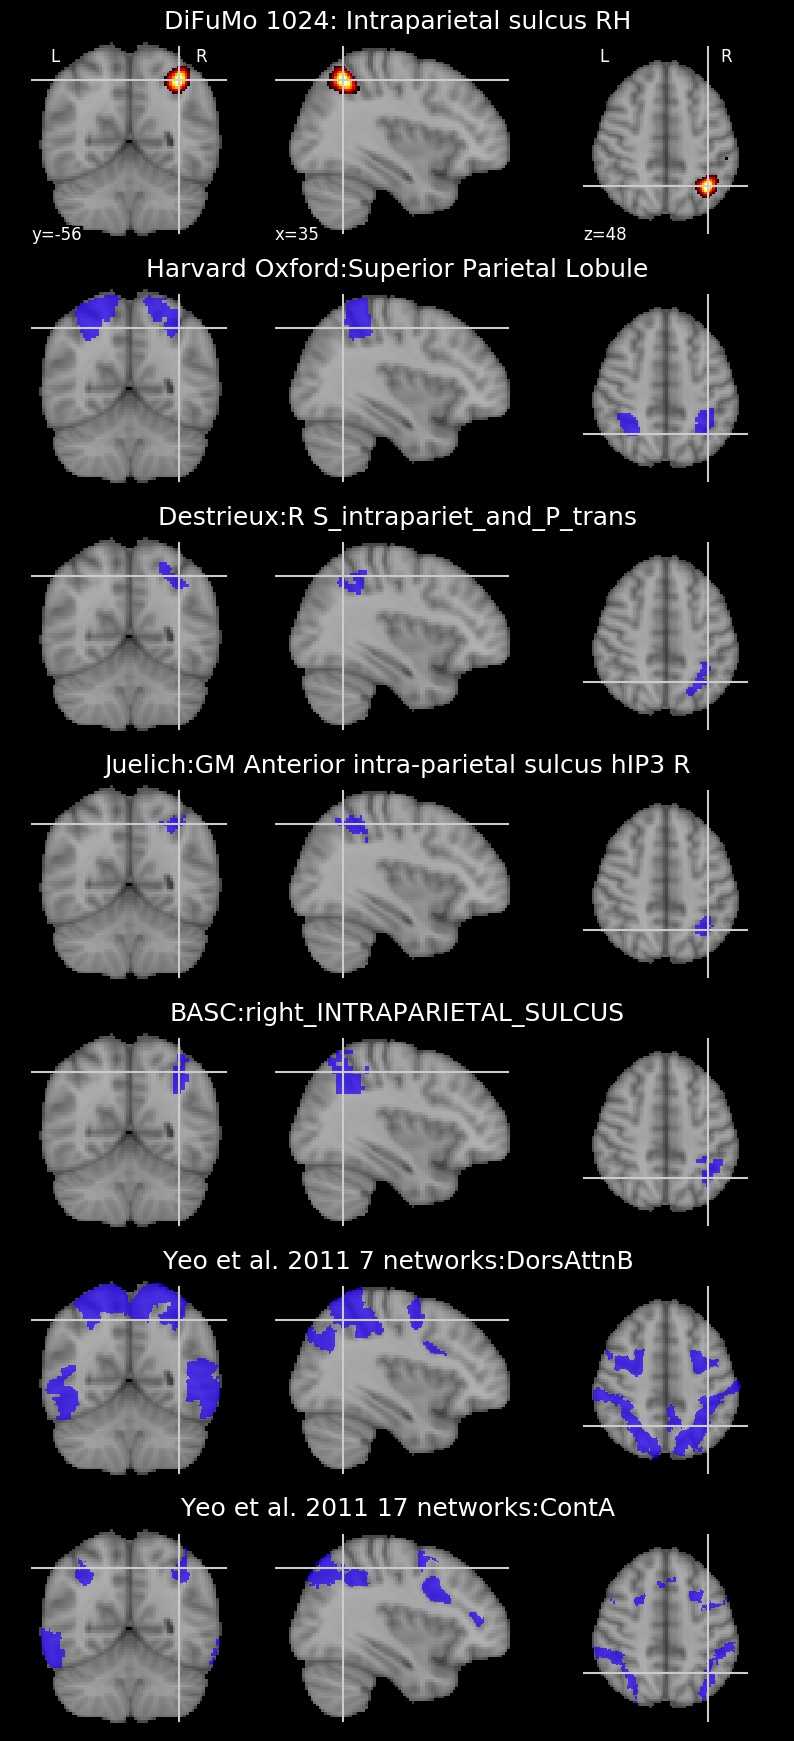 DiFuMo 1024: Intraparietal sulcus RH
L R L R
y=-56 x=35 z=48
Harvard Oxford:Superior Parietal Lobule
Destrieux:R S_intrapariet_and_P_trans
Juelich:GM Anterior intra-parietal sulcus hIP3 R
BASC:right_INTRAPARIETAL_SULCUS
Yeo et al. 2011 7 networks:DorsAttnB
Yeo et al. 2011 17 networks:ContA